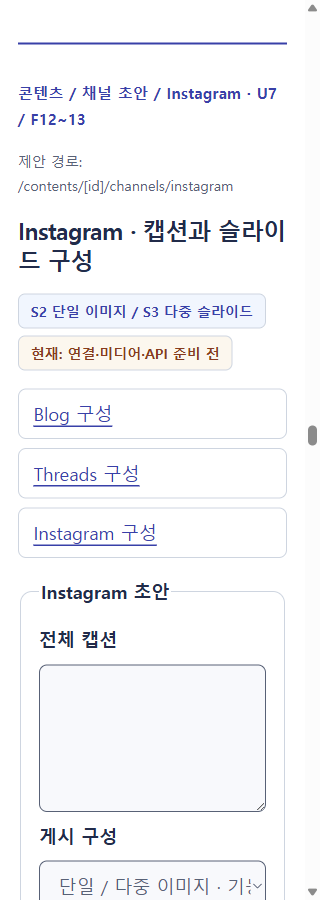 콘텐츠 / 채널 초안 / Instagram · U7
/ F12~13
제안 경로:
/contents/[id]/channels/instagram
Instagram · 캡션과 슬라이
드 구성
S2 단일 이미지 / S3 다중 슬라이드
현재: 연결·미디어·API 준비 전
Blog 구성
Threads 구성
Instagram 구성
Instagram 초안
전체 캡션
게시 구성
단일 / 다중 이미지 ·